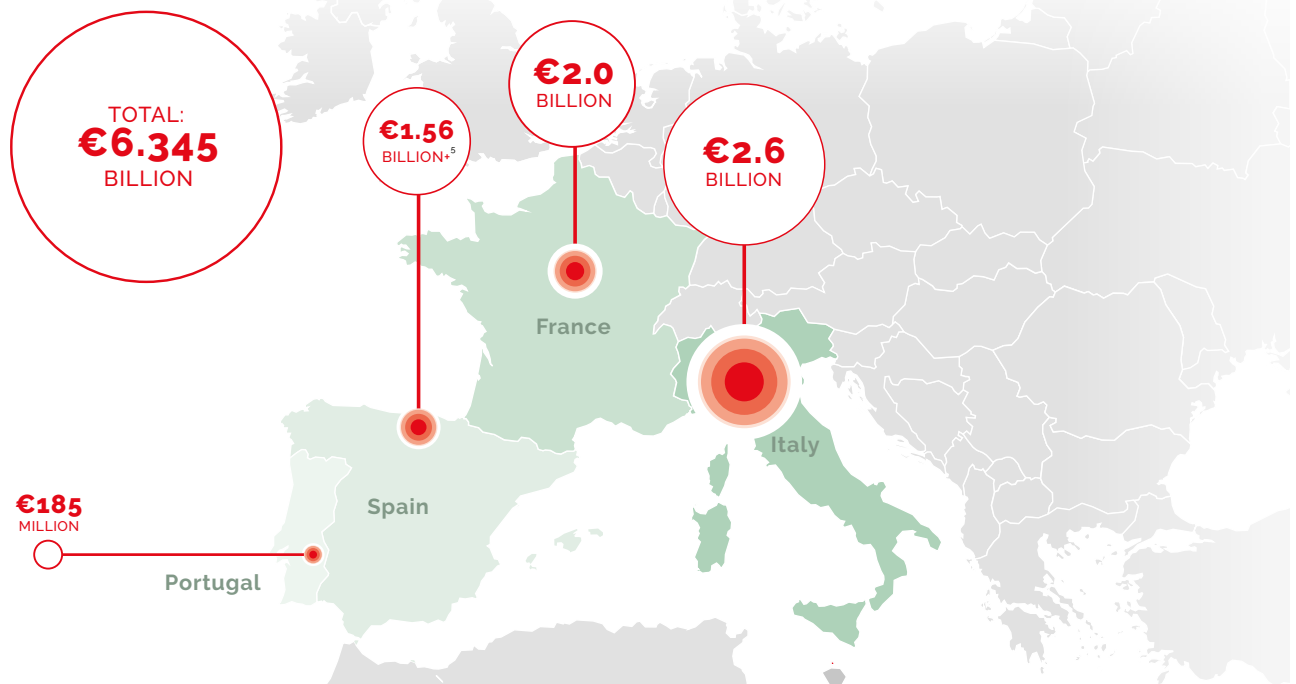 TOTAL:
€6.345
BILLION
€1.56
BILLION+⁵
€2.0
BILLION
€2.6
BILLION
France
Italy
Spain
€185
MILLION
Portugal